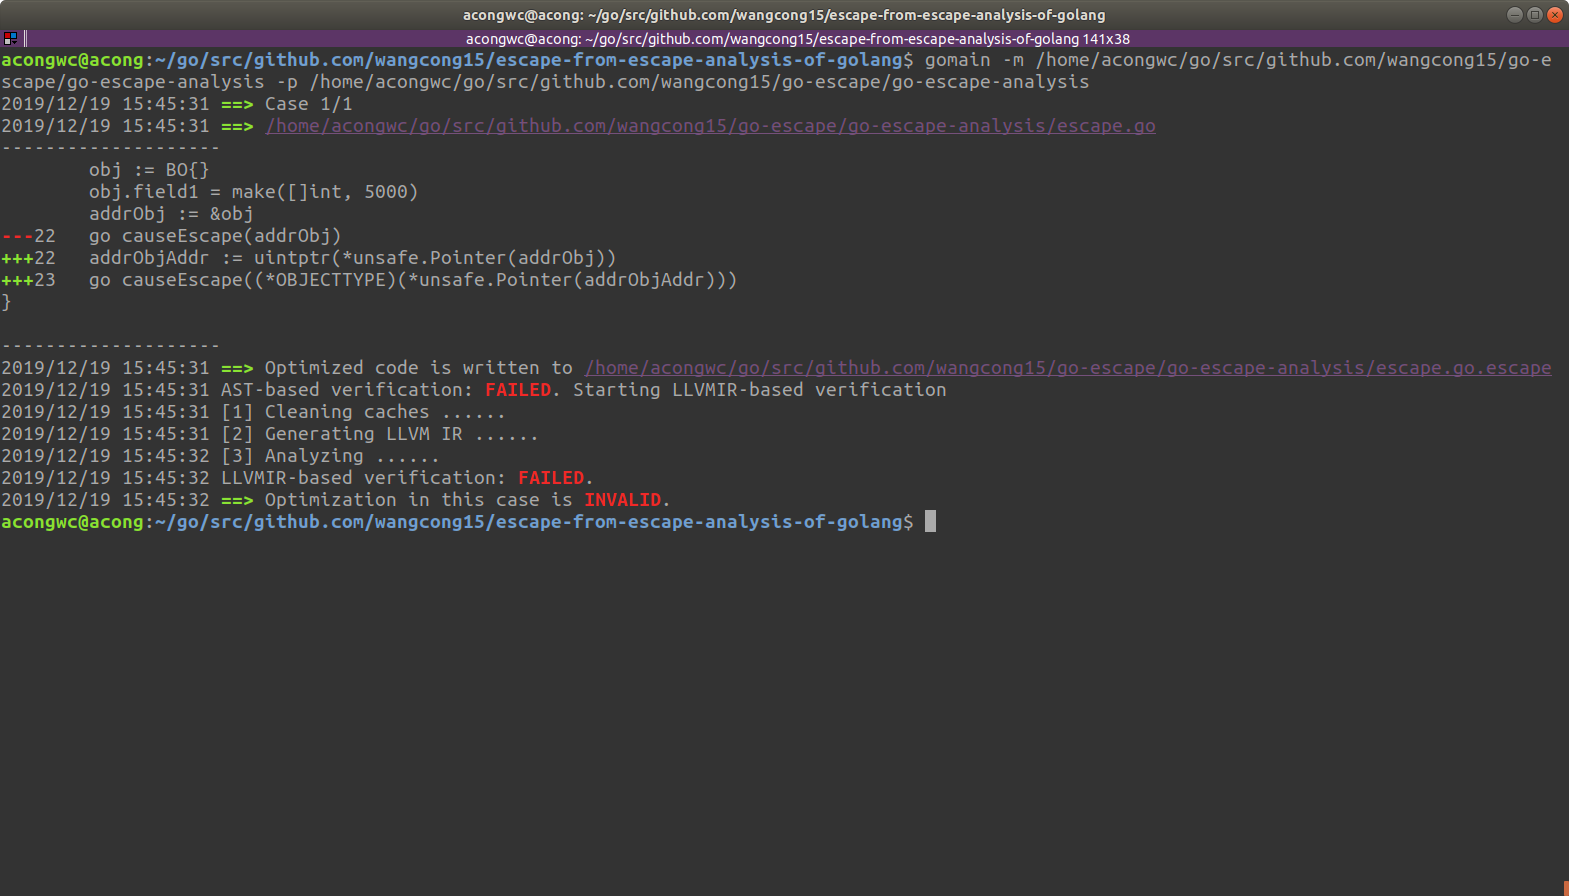 acongwc@acong: ~/go/src/github.com/wangcong15/escape-from-escape-analysis-of-golang
acongwc@acong: ~/go/src/github.com/wangcong15/escape-from-escape-analysis-of-golang 141x38
acongwc@acong:~/go/src/github.com/wangcong15/escape-from-escape-analysis-of-golang$ gomain -m /home/acongwc/go/src/github.com/wangcong15/go-e
scape/go-escape-analysis -p /home/acongwc/go/src/github.com/wangcong15/go-escape/go-escape-analysis
2019/12/19 15:45:31 ==> Case 1/1
2019/12/19 15:45:31 ==> /home/acongwc/go/src/github.com/wangcong15/go-escape/go-escape-analysis/escape.go
--------------------
        obj := BO{}
        obj.field1 = make([]int, 5000)
        addrObj := &obj
---22   go causeEscape(addrObj)
+++22   addrObjAddr := uintptr(*unsafe.Pointer(addrObj))
+++23   go causeEscape((*OBJECTTYPE)(*unsafe.Pointer(addrObjAddr)))
}
--------------------
2019/12/19 15:45:31 ==> Optimized code is written to /home/acongwc/go/src/github.com/wangcong15/go-escape/go-escape-analysis/escape.go.escape
2019/12/19 15:45:31 AST-based verification: FAILED. Starting LLVMIR-based verification
2019/12/19 15:45:31 [1] Cleaning caches ......
2019/12/19 15:45:31 [2] Generating LLVM IR ......
2019/12/19 15:45:32 [3] Analyzing ......
2019/12/19 15:45:32 LLVMIR-based verification: FAILED.
2019/12/19 15:45:32 ==> Optimization in this case is INVALID.
acongwc@acong:~/go/src/github.com/wangcong15/escape-from-escape-analysis-of-golang$